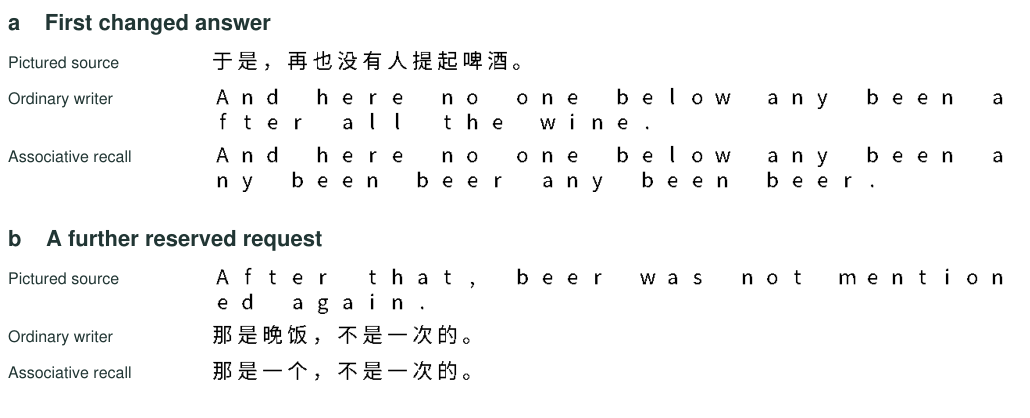 a First changed answer
Pictured source 于是，再也没有人提起啤酒。
Ordinary writer And here no one below any been a
fter all the wine.
Associative recall And here no one below any been a
ny been beer any been beer.
b A further reserved request
Pictured source After that, beer was not mention
ed again.
Ordinary writer 那是晚饭，不是一次的。
Associative recall 那是一个，不是一次的。